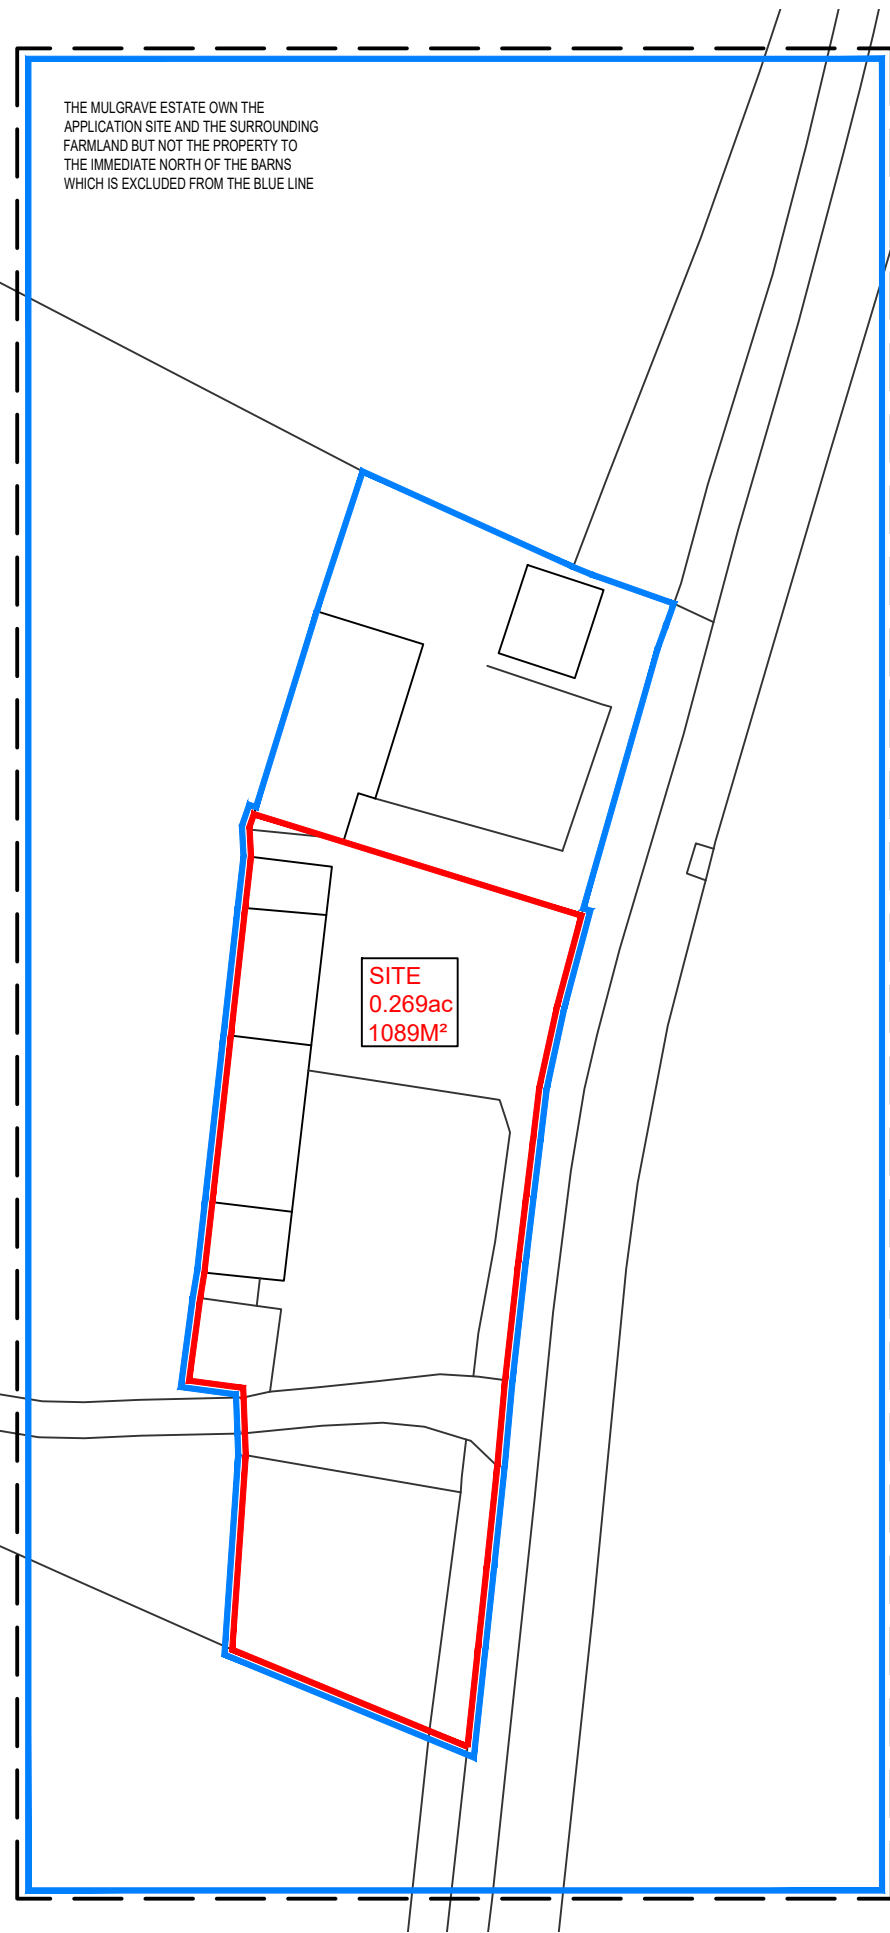 THE MULGRAVE ESTATE OWN THE
APPLICATION SITE AND THE SURROUNDING
FARMLAND BUT NOT THE PROPERTY TO
THE IMMEDIATE NORTH OF THE BARNS
WHICH IS EXCLUDED FROM THE BLUE LINE
SITE
0.269ac
1089M²